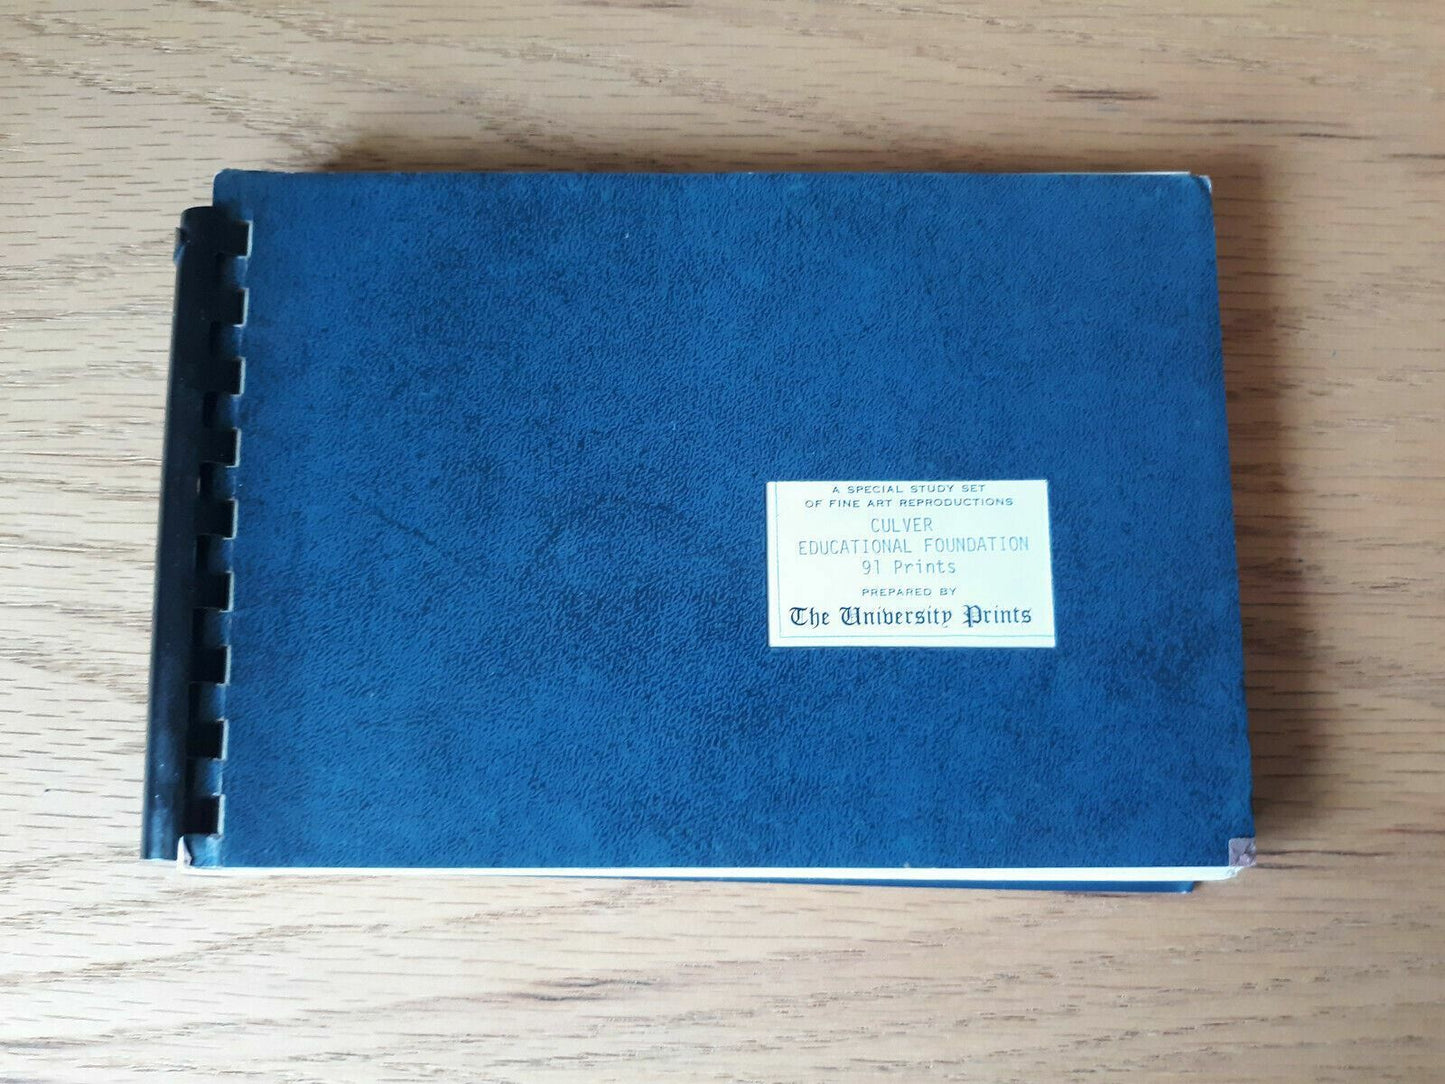 A SPECIAL STUDY SET
OF FINE ART REPRODUCTIONS
CULVER
EDUCATIONAL FOUNDATION
91 Prints
PREPARED BY
The University Prints